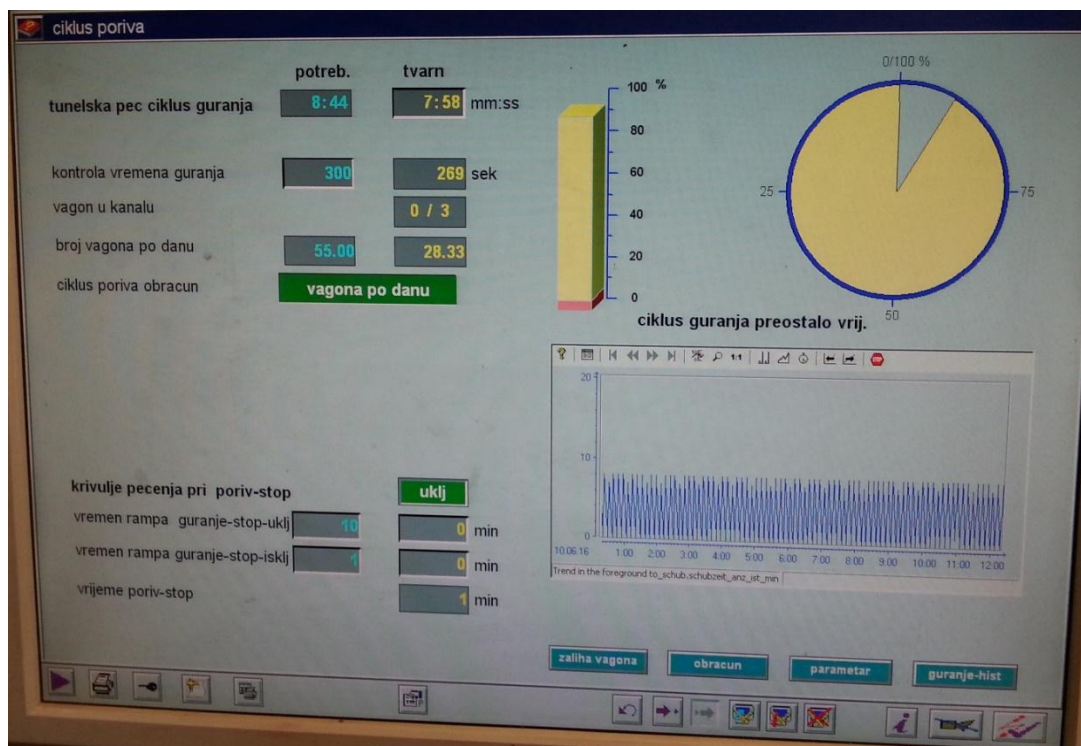 ciklus poriva
potreb. tvarn
tunelska pec ciklus guranja 8:44 7:58 mm:ss
kontrola vremena guranja 300 269 sek
vagon u kanalu 0 / 3
broj vagona po danu 55.00 28.33
ciklus poriva obracun vagona po danu
100 %
80
60
40
20
0
0/100 %
25
75
50
ciklus guranja preostalo vrij.
? 1:1 STOP
20
10
0
10.06.16 1:00 2:00 3:00 4:00 5:00 6:00 7:00 8:00 9:00 10:00 11:00 12:00
Trend in the foreground to_schub.schubzeit_anz_ist_min
krivulje pecenja pri poriv-stop uklj
vremen rampa guranje-stop-uklj 10 0 min
vremen rampa guranje-stop-isklj 1 0 min
vrijeme poriv-stop 1 min
zaliha vagona obracun parametar guranje-hist